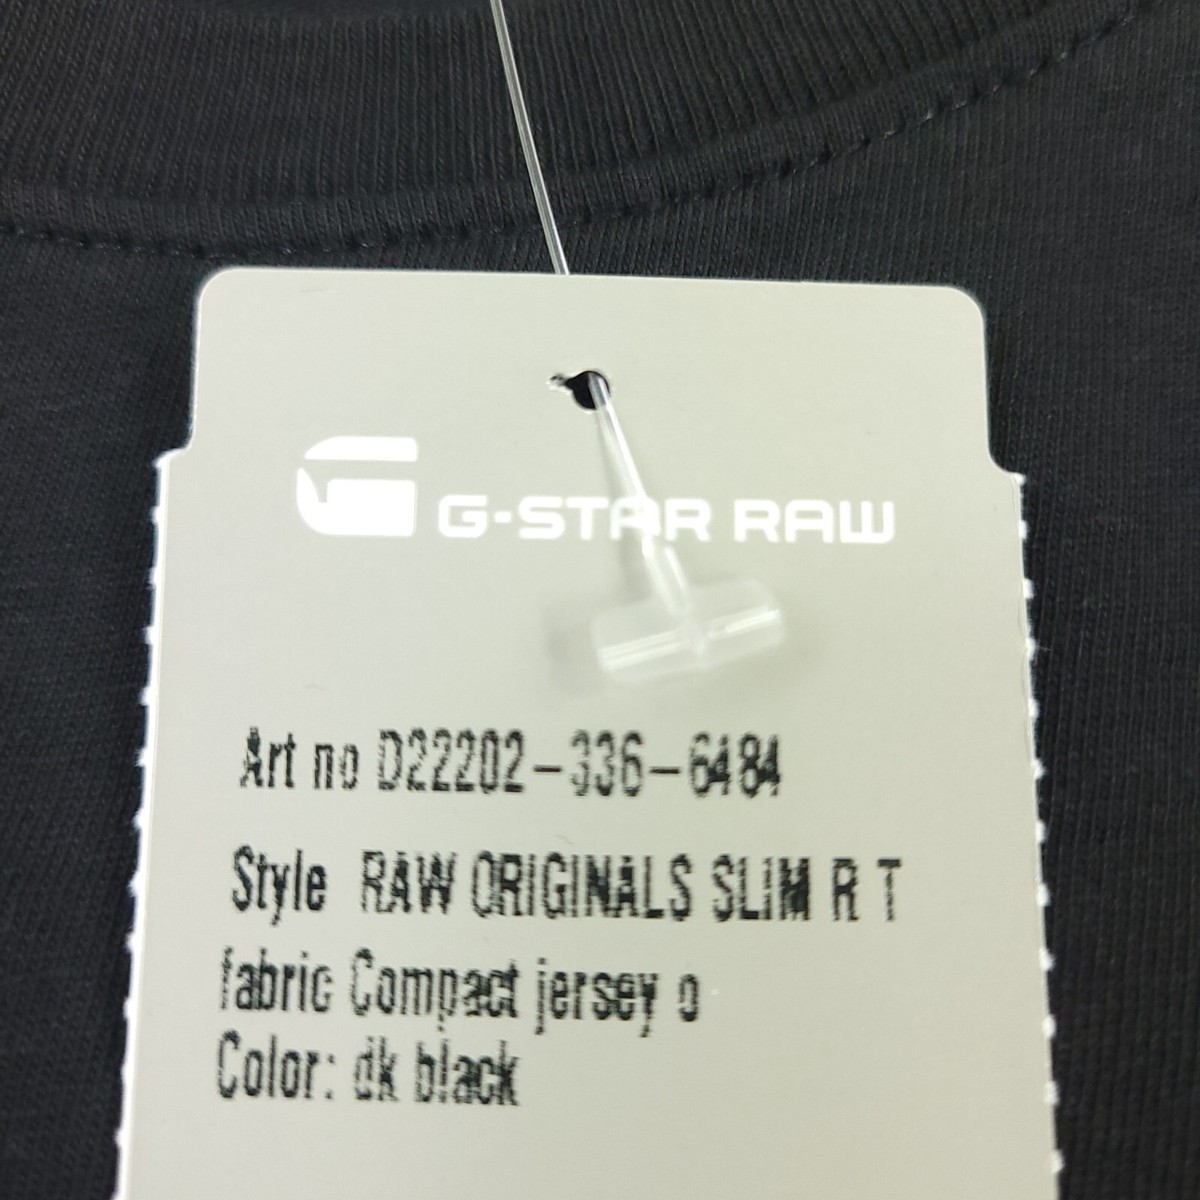 G-STAR RAW
Art no D22202-336-6484
Style RAW ORIGINALS SLIM R T
fabric Compact jersey o
Color: dk black